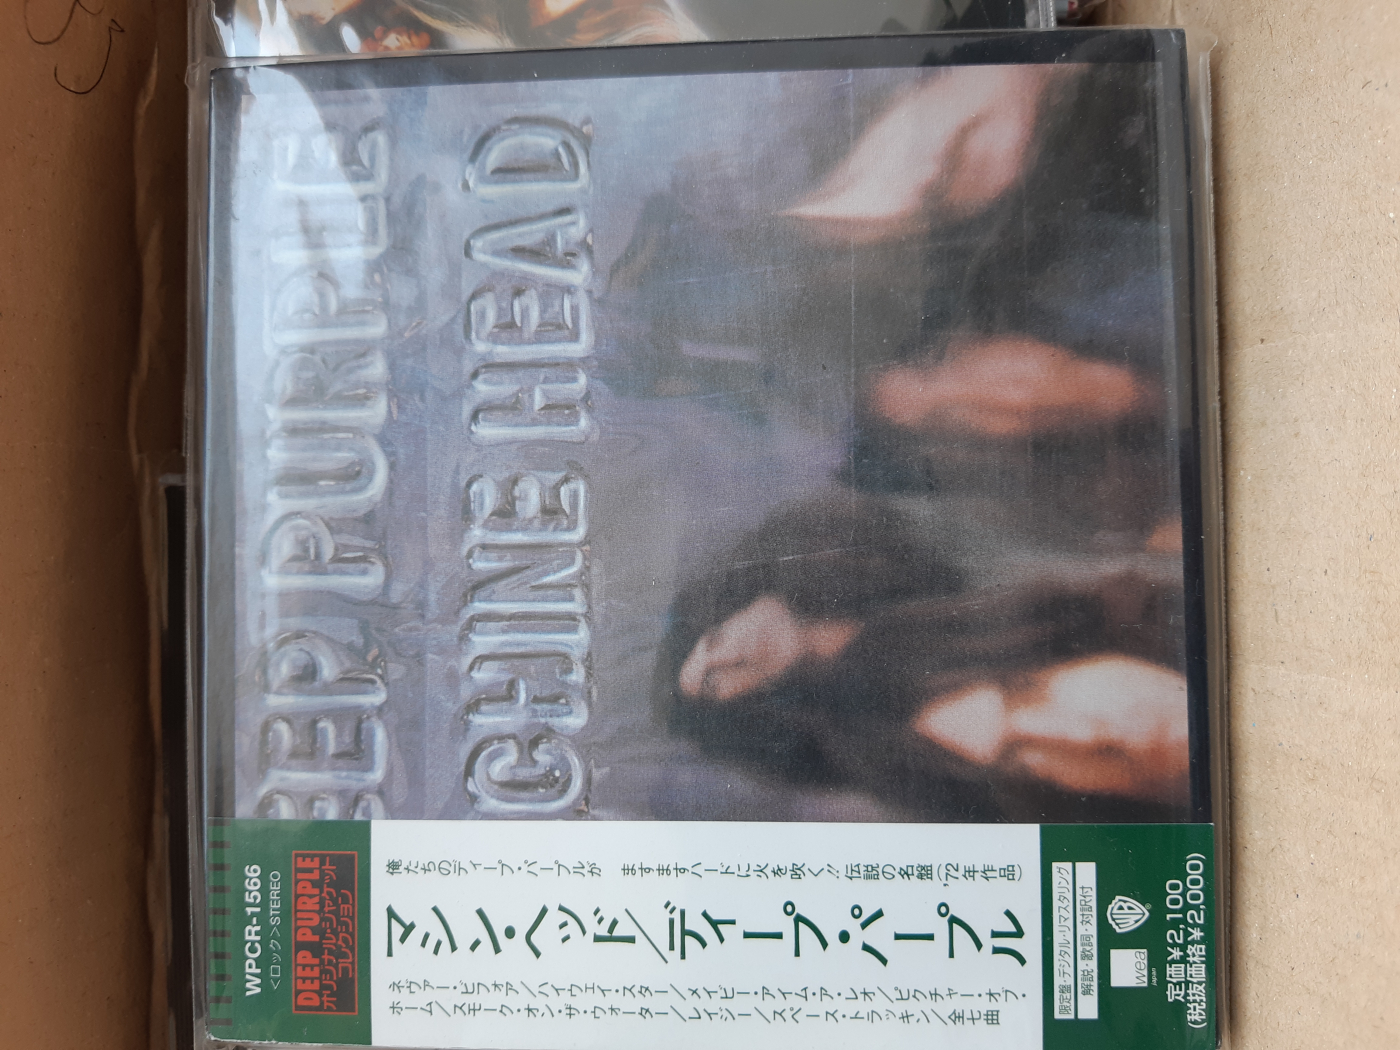 EEP PURPLE
CHINE HEAD
WPCR-1566
<ロック>STEREO
DEEP PURPLE
オリジナル・ジャケット
コレクション
俺たちのディープ・パープルが ますますハードに火を吹く!! 伝説の名盤('72年作品)
マシン・ヘッド/ディープ・パープル
ネヴァー・ビフォア/ハイウェイ・スター/メイビー・アイム・ア・レオ/ピクチャー・オブ・
ホーム/スモーク・オン・ザ・ウォーター/レイジー/スペース・トラッキン/全七曲
限定盤・デジタル・リマスタリング
解説・歌詞・対訳付
wea
Japan
WB®
定価¥2,100
(税抜価格¥2,000)